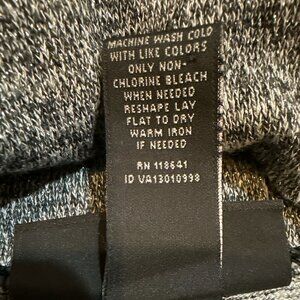 MACHINE WASH COLD
WITH LIKE COLORS
ONLY NON-
CHLORINE BLEACH
WHEN NEEDED
RESHAPE LAY
FLAT TO DRY
WARM IRON
IF NEEDED
RN 118641
ID VA13010998